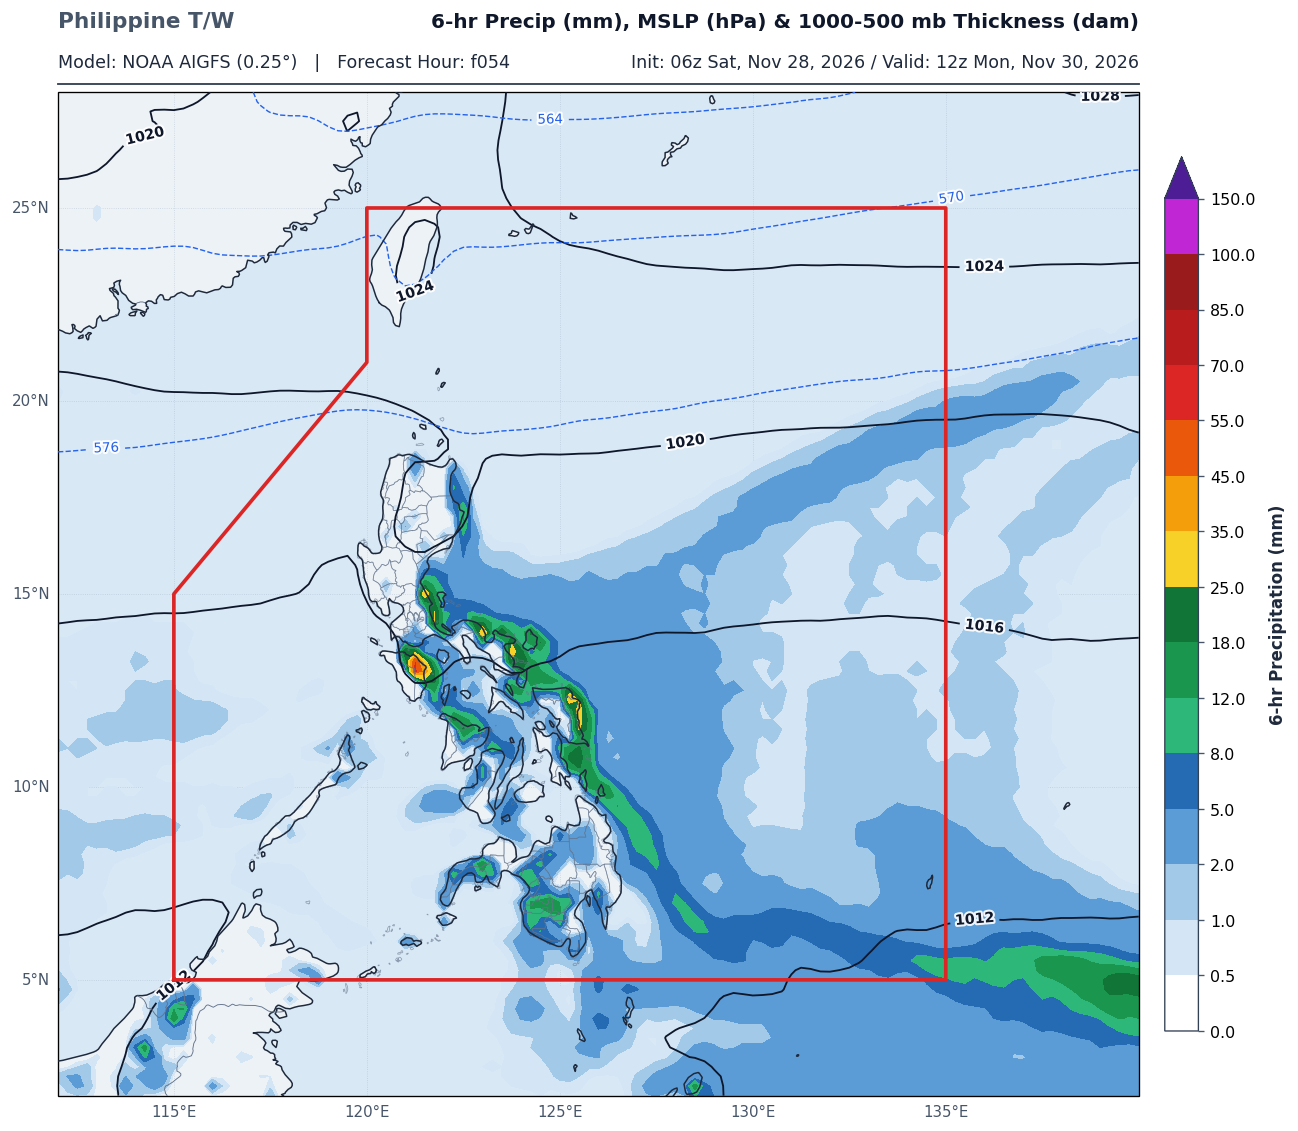 Philippine T/W
6-hr Precip (mm), MSLP (hPa) & 1000-500 mb Thickness (dam)
Model: NOAA AIGFS (0.25°) | Forecast Hour: f054
Init: 06z Sat, Nov 28, 2026 / Valid: 12z Mon, Nov 30, 2026
1028
1020
564
570
25°N
1024
1024
20°N
1020
576
15°N
1016
10°N
1012
1012
5°N
115°E
120°E
125°E
130°E
135°E
150.0
100.0
85.0
70.0
55.0
45.0
35.0
25.0
18.0
12.0
8.0
5.0
2.0
1.0
0.5
0.0
6-hr Precipitation (mm)